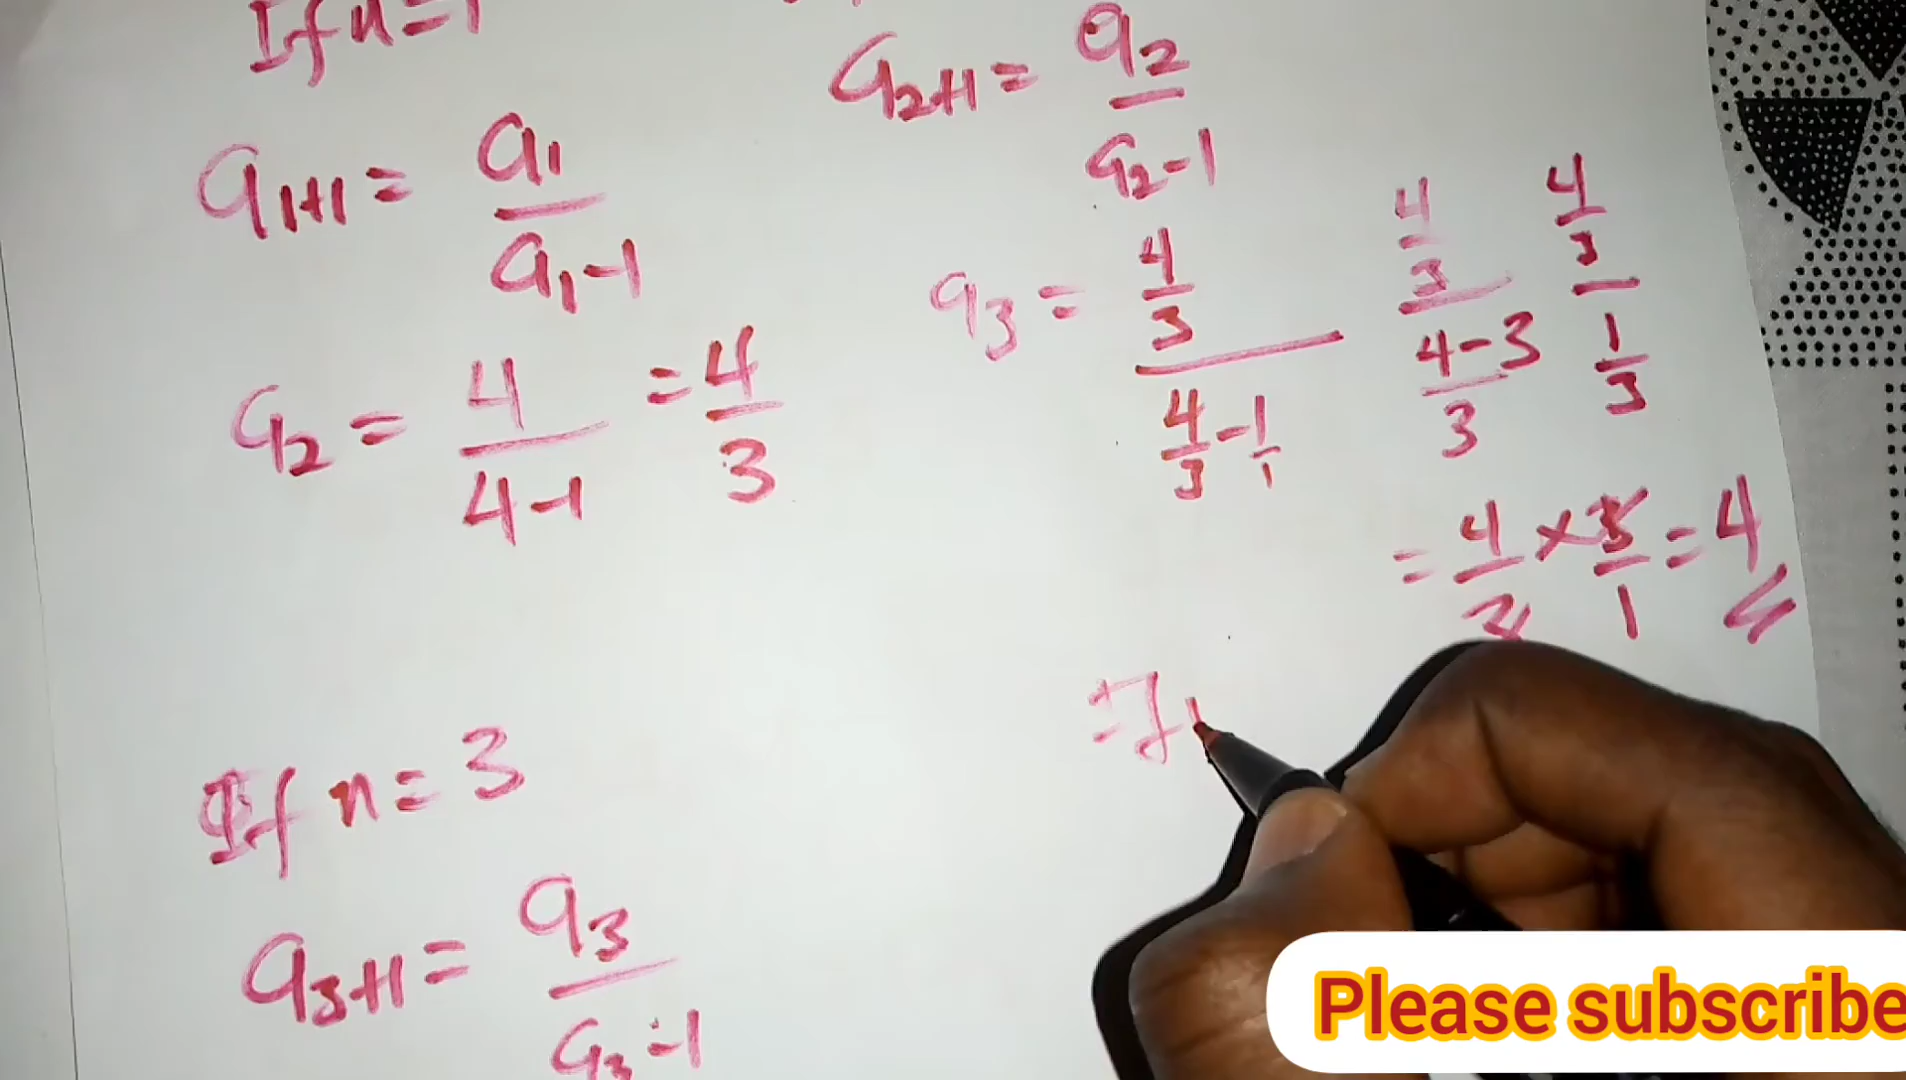 If n=1
a1+1 = a1/a1-1
a2 = 4/4-1 = 4/3
a2+1 = a2/a2-1
a3 = 4/3/4/3-1/1 4/3/4-3/3 4/3/1/3
= 4/3 × 3/1 = 4
If n=3
a3+1 = a3/a3-1
Please subscribe